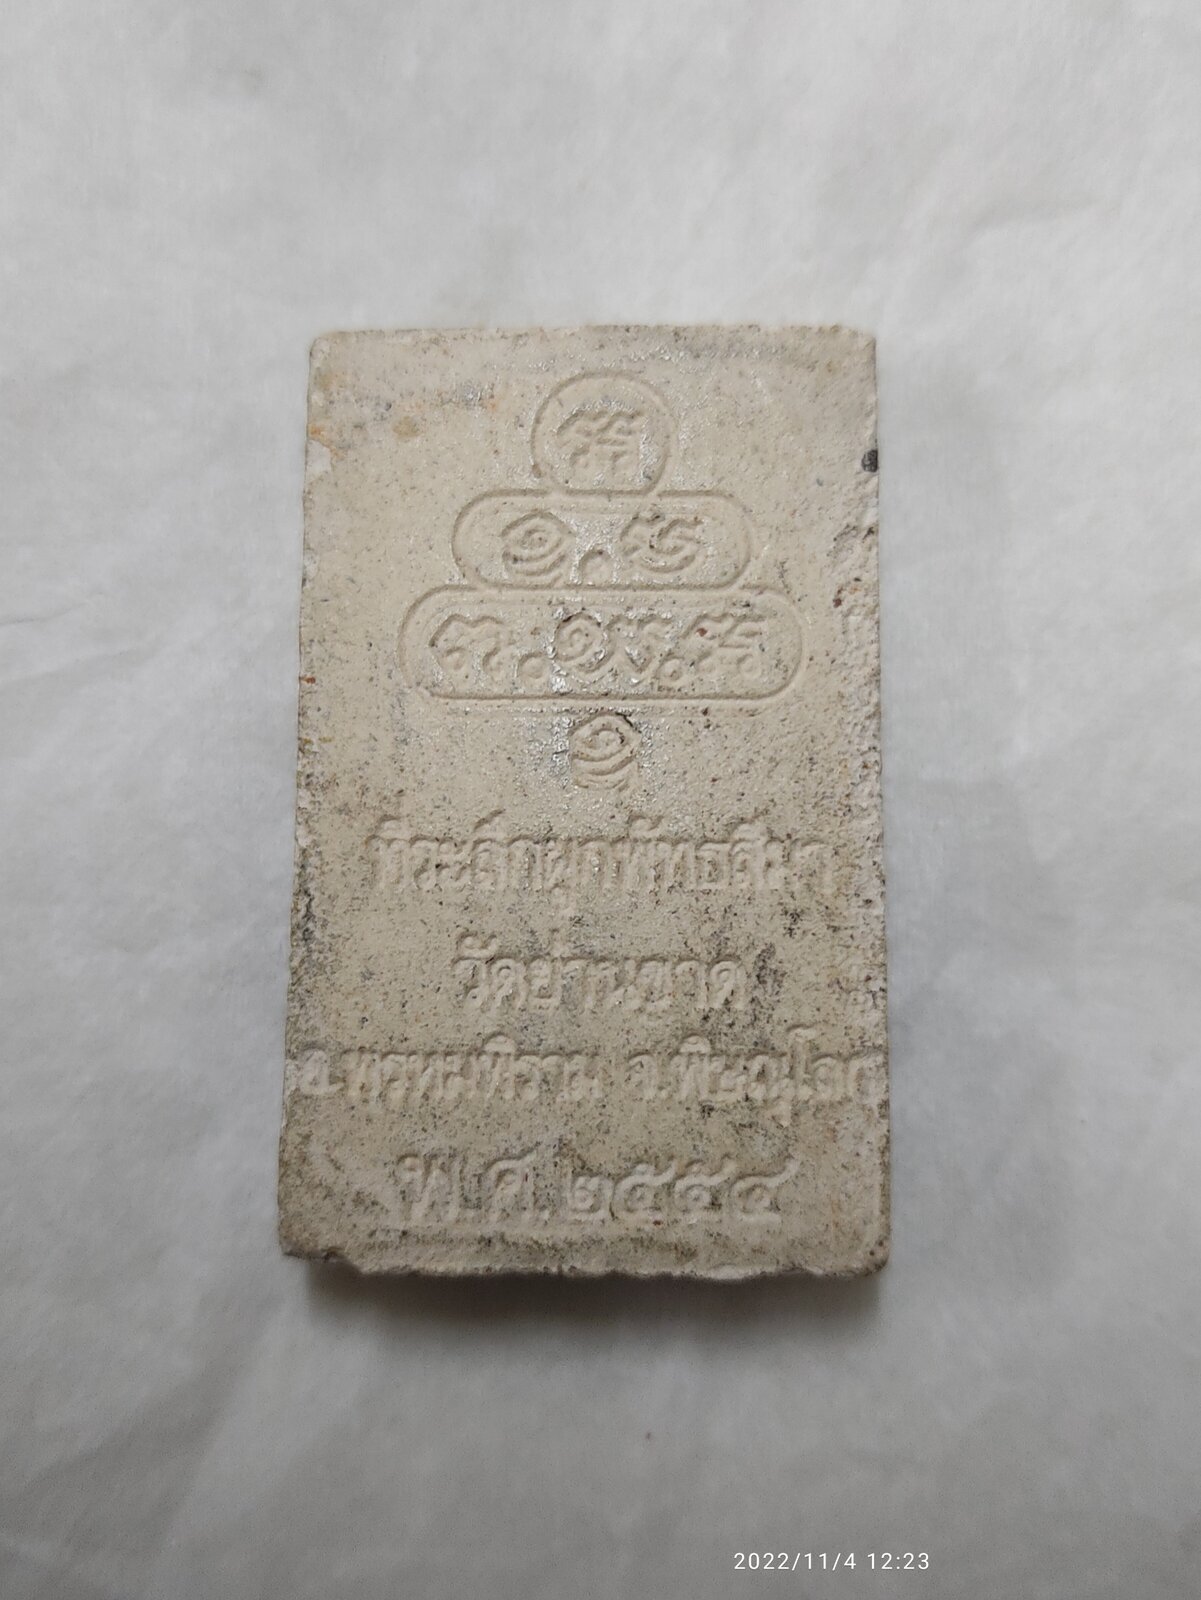 ที่ระลึกผูกพัทธสีมา
วัดย่านขาด
อ.พรหมพิราม จ.พิษณุโลก
พ.ศ.๒๕๕๔
2022/11/4 12:23